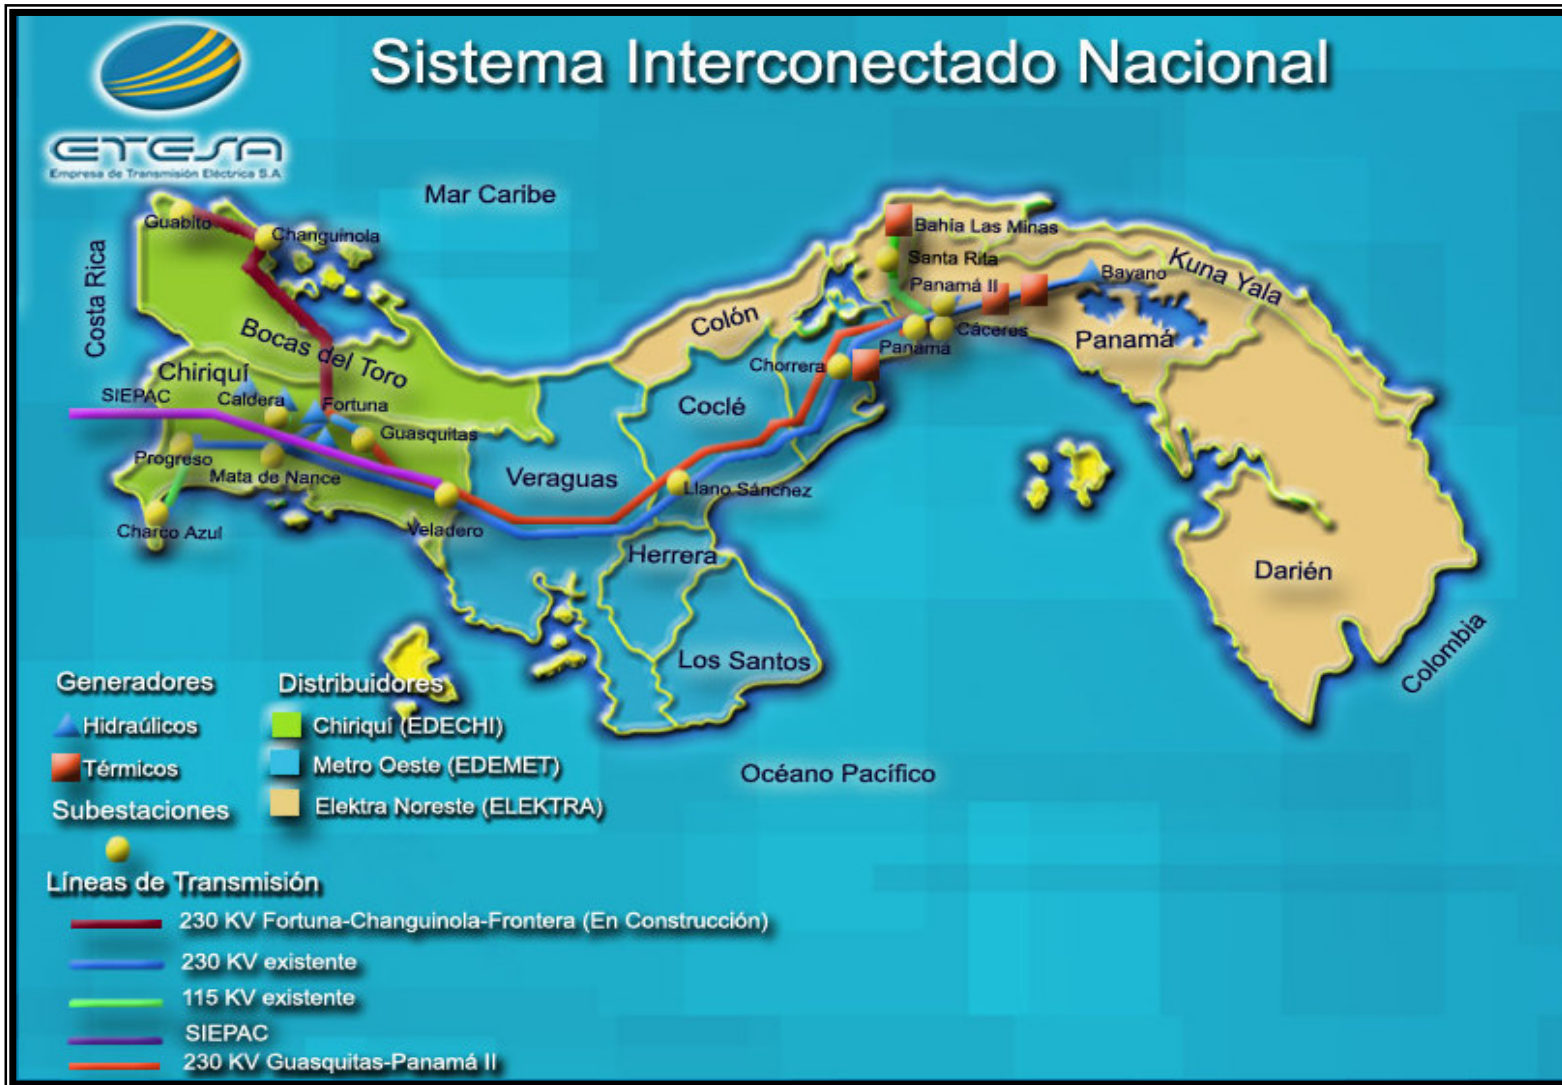 Sistema Interconectado Nacional
ETESA
Empresa de Transmisión Eléctrica S.A
Mar Caribe
Costa Rica
Guabito
Changuinola
Bocas del Toro
Chiriquí
SIEPAC
Caldera
Fortuna
Guasquitas
Progreso
Mata de Nance
Charco Azul
Veladero
Veraguas
Colón
Coclé
Chorrera
Llano Sánchez
Herrera
Los Santos
Bahía Las Minas
Santa Rita
Panamá II
Cáceres
Panamá
Bayano
Kuna Yala
Panamá
Darién
Colombia
Océano Pacífico
Generadores
Hidraúlicos
Térmicos
Subestaciones
Distribuidores
Chiriquí (EDECHI)
Metro Oeste (EDEMET)
Elektra Noreste (ELEKTRA)
Líneas de Transmisión
230 KV Fortuna-Changuinola-Frontera (En Construcción)
230 KV existente
115 KV existente
SIEPAC
230 KV Guasquitas-Panamá II